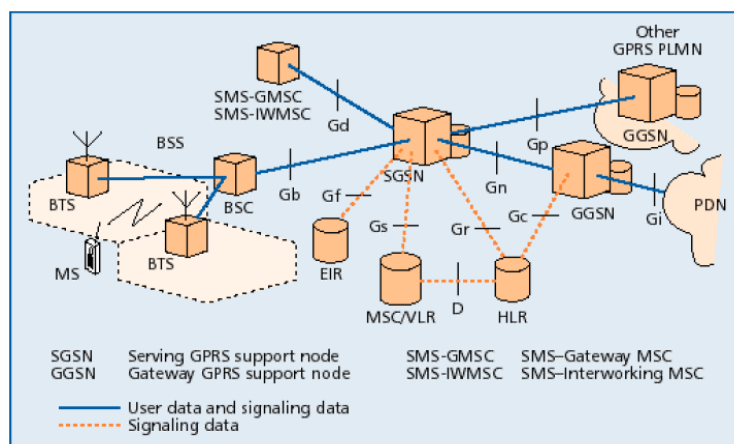 Other
GPRS PLMN
SMS-GMSC
SMS-IWMSC
Gd
Gp
GGSN
BSS
SGSN
BTS
BSC
Gb
Gf
Gn
GGSN
Gi
PDN
Gs
Gr
Gc
MS
BTS
EIR
MSC/VLR
D
HLR
SGSN Serving GPRS support node SMS-GMSC SMS–Gateway MSC
GGSN Gateway GPRS support node SMS-IWMSC SMS–Interworking MSC
User data and signaling data
Signaling data